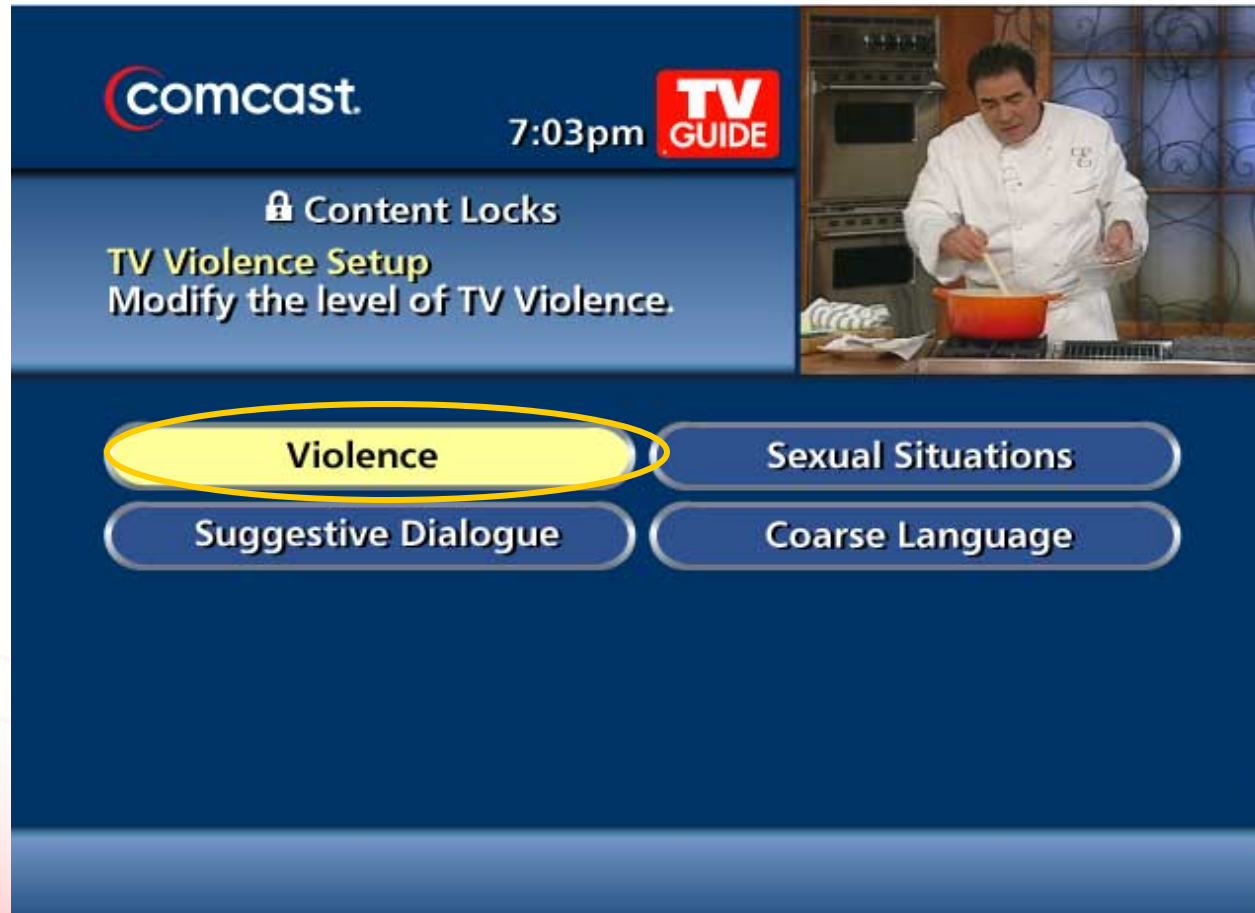 comcast.
7:03pm
TV
GUIDE
Content Locks
TV Violence Setup
Modify the level of TV Violence.
Violence
Sexual Situations
Suggestive Dialogue
Coarse Language